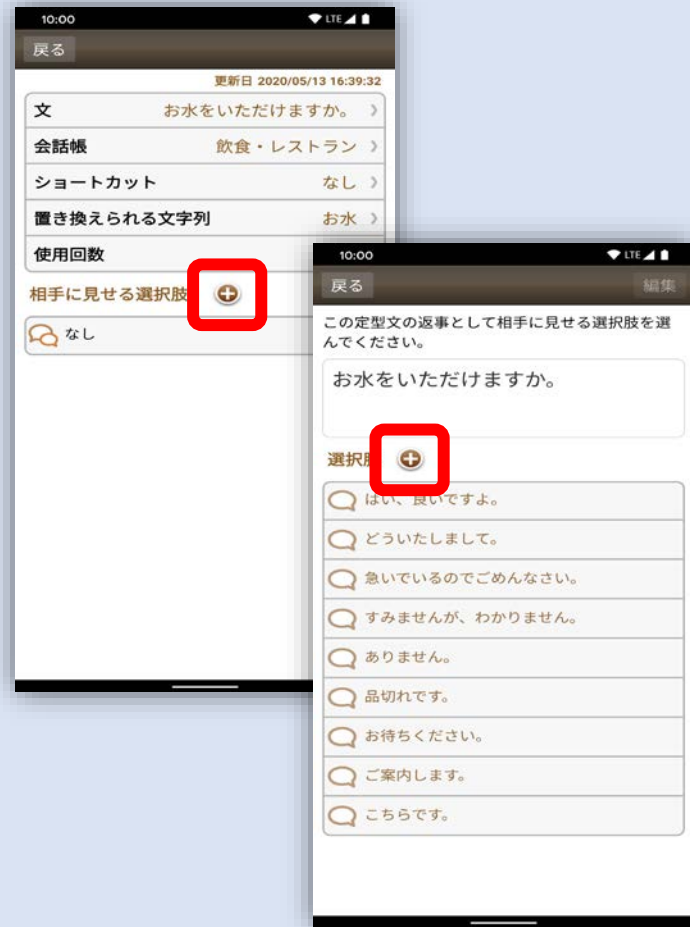 10:00 LTE
戻る
更新日 2020/05/13 16:39:32
文 お水をいただけますか。
会話帳 飲食・レストラン
ショートカット なし
置き換えられる文字列 お水
使用回数
相手に見せる選択肢
なし
10:00 LTE
戻る 編集
この定型文の返事として相手に見せる選択肢を選
んでください。
お水をいただけますか。
選択肢
はい、良いですよ。
どういたしまして。
急いでいるのでごめんなさい。
すみませんが、わかりません。
ありません。
品切れです。
お待ちください。
ご案内します。
こちらです。